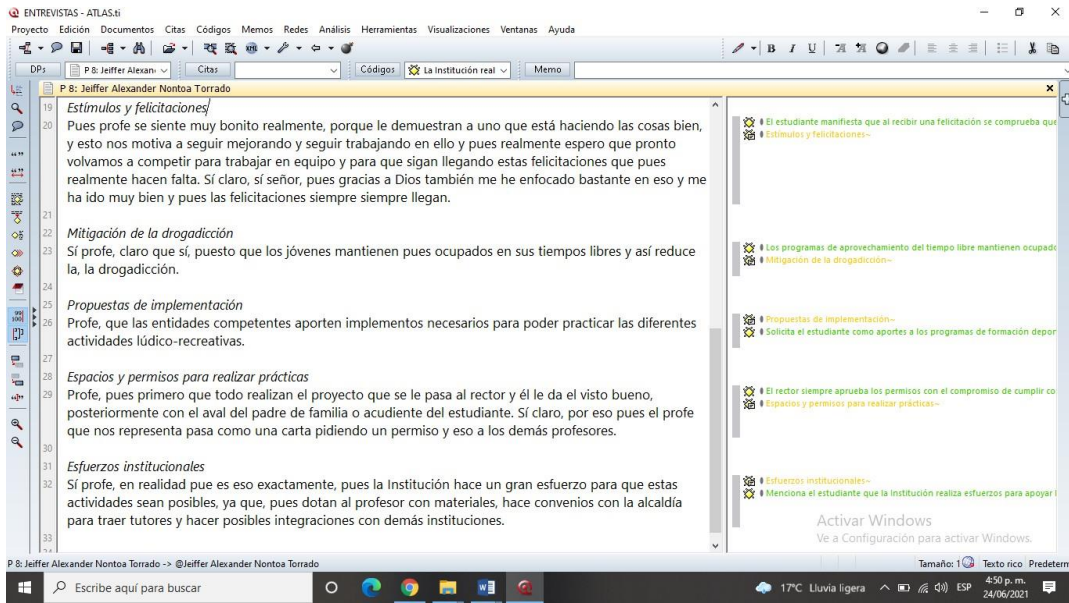 ENTREVISTAS - ATLAS.ti
Proyecto Edición Documentos Citas Códigos Memos Redes Análisis Herramientas Visualizaciones Ventanas Ayuda
B I U
DPs P 8: Jeiffer Alexan Citas Códigos La Institución real Memo
P 8: Jeiffer Alexander Nontoa Torrado
19 Estímulos y felicitaciones
20 Pues profe se siente muy bonito realmente, porque le demuestran a uno que está haciendo las cosas bien,
y esto nos motiva a seguir mejorando y seguir trabajando en ello y pues realmente espero que pronto
volvamos a competir para trabajar en equipo y para que sigan llegando estas felicitaciones que pues
realmente hacen falta. Sí claro, sí señor, pues gracias a Dios también me he enfocado bastante en eso y me
ha ido muy bien y pues las felicitaciones siempre siempre llegan.
21
22 Mitigación de la drogadicción
23 Sí profe, claro que sí, puesto que los jóvenes mantienen pues ocupados en sus tiempos libres y así reduce
la, la drogadicción.
24
25 Propuestas de implementación
26 Profe, que las entidades competentes aporten implementos necesarios para poder practicar las diferentes
actividades lúdico-recreativas.
27
28 Espacios y permisos para realizar prácticas
29 Profe, pues primero que todo realizan el proyecto que se le pasa al rector y él le da el visto bueno,
posteriormente con el aval del padre de familia o acudiente del estudiante. Sí claro, por eso pues el profe
que nos representa pasa como una carta pidiendo un permiso y eso a los demás profesores.
30
31 Esfuerzos institucionales
32 Sí profe, en realidad pue es eso exactamente, pues la Institución hace un gran esfuerzo para que estas
actividades sean posibles, ya que, pues dotan al profesor con materiales, hace convenios con la alcaldía
para traer tutores y hacer posibles integraciones con demás instituciones.
33
El estudiante manifiesta que al recibir una felicitación se comprueba que
Estímulos y felicitaciones~
Los programas de aprovechamiento del tiempo libre mantienen ocupado
Mitigación de la drogadicción~
Propuestas de implementación~
Solicita el estudiante como aportes a los programas de formación depor
El rector siempre aprueba los permisos con el compromiso de cumplir co
Espacios y permisos para realizar prácticas~
Esfuerzos institucionales~
Menciona el estudiante que la Institución realiza esfuerzos para apoyar
Activar Windows
Ve a Configuración para activar Windows.
P 8: Jeiffer Alexander Nontoa Torrado -> @Jeiffer Alexander Nontoa Torrado Tamaño: 1 Texto rico Predeterm
Escribe aquí para buscar
17°C Lluvia ligera ESP 4:50 p. m.
24/06/2021